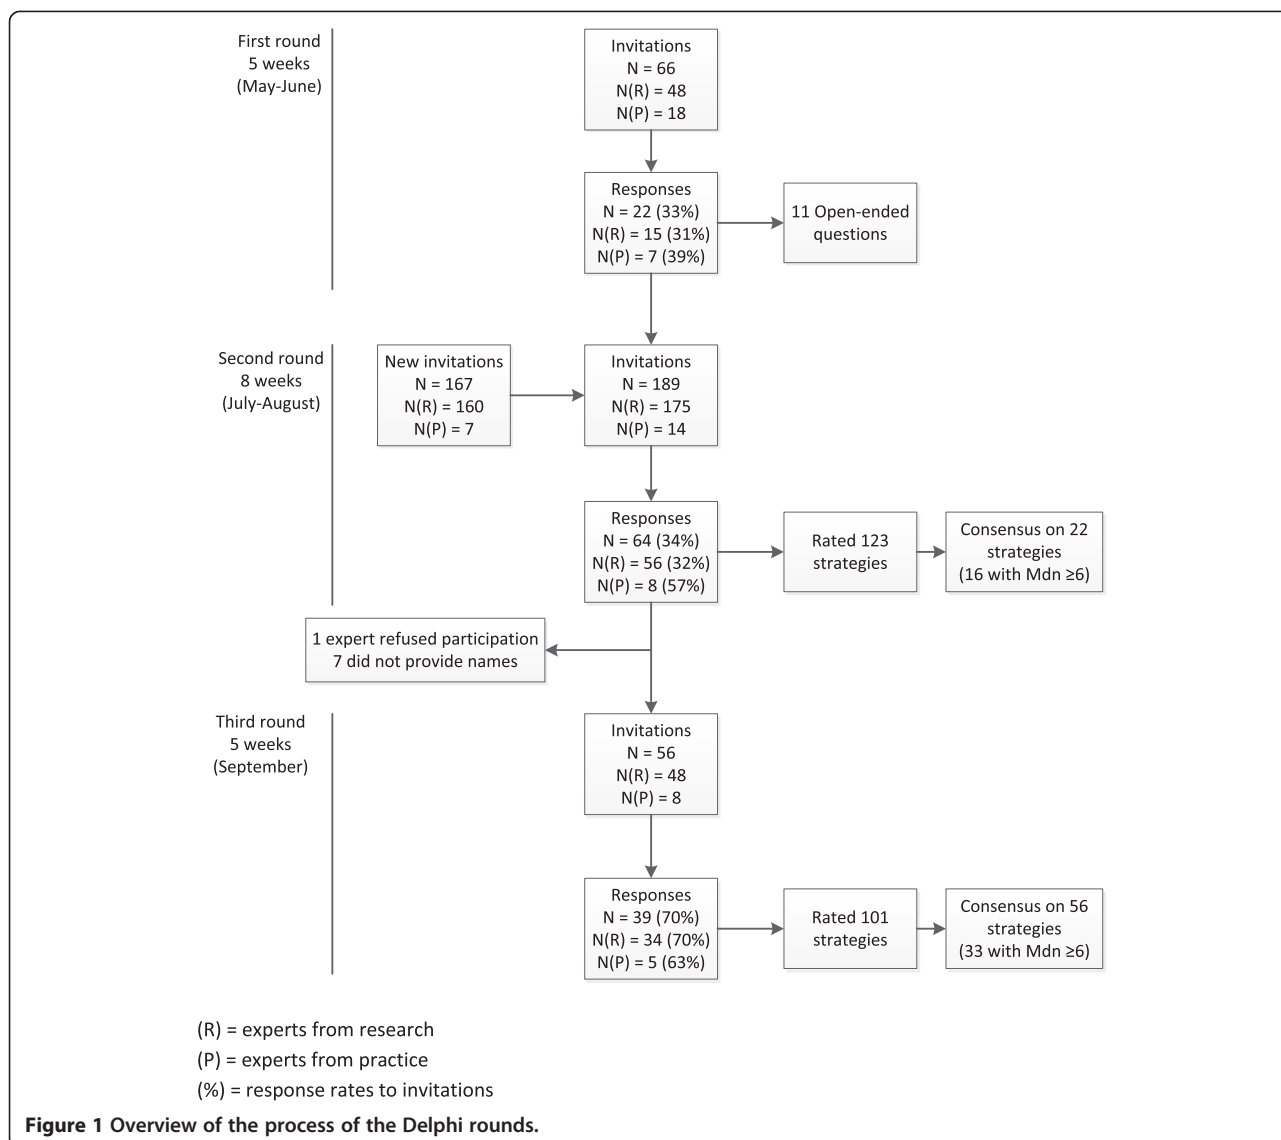 First round
5 weeks
(May-June)
Invitations
N = 66
N(R) = 48
N(P) = 18
Responses
N = 22 (33%)
N(R) = 15 (31%)
N(P) = 7 (39%)
11 Open-ended
questions
Second round
8 weeks
(July-August)
New invitations
N = 167
N(R) = 160
N(P) = 7
Invitations
N = 189
N(R) = 175
N(P) = 14
Responses
N = 64 (34%)
N(R) = 56 (32%)
N(P) = 8 (57%)
Rated 123
strategies
Consensus on 22
strategies
(16 with Mdn ≥6)
1 expert refused participation
7 did not provide names
Third round
5 weeks
(September)
Invitations
N = 56
N(R) = 48
N(P) = 8
Responses
N = 39 (70%)
N(R) = 34 (70%)
N(P) = 5 (63%)
Rated 101
strategies
Consensus on 56
strategies
(33 with Mdn ≥6)
(R) = experts from research
(P) = experts from practice
(%) = response rates to invitations
Figure 1 Overview of the process of the Delphi rounds.